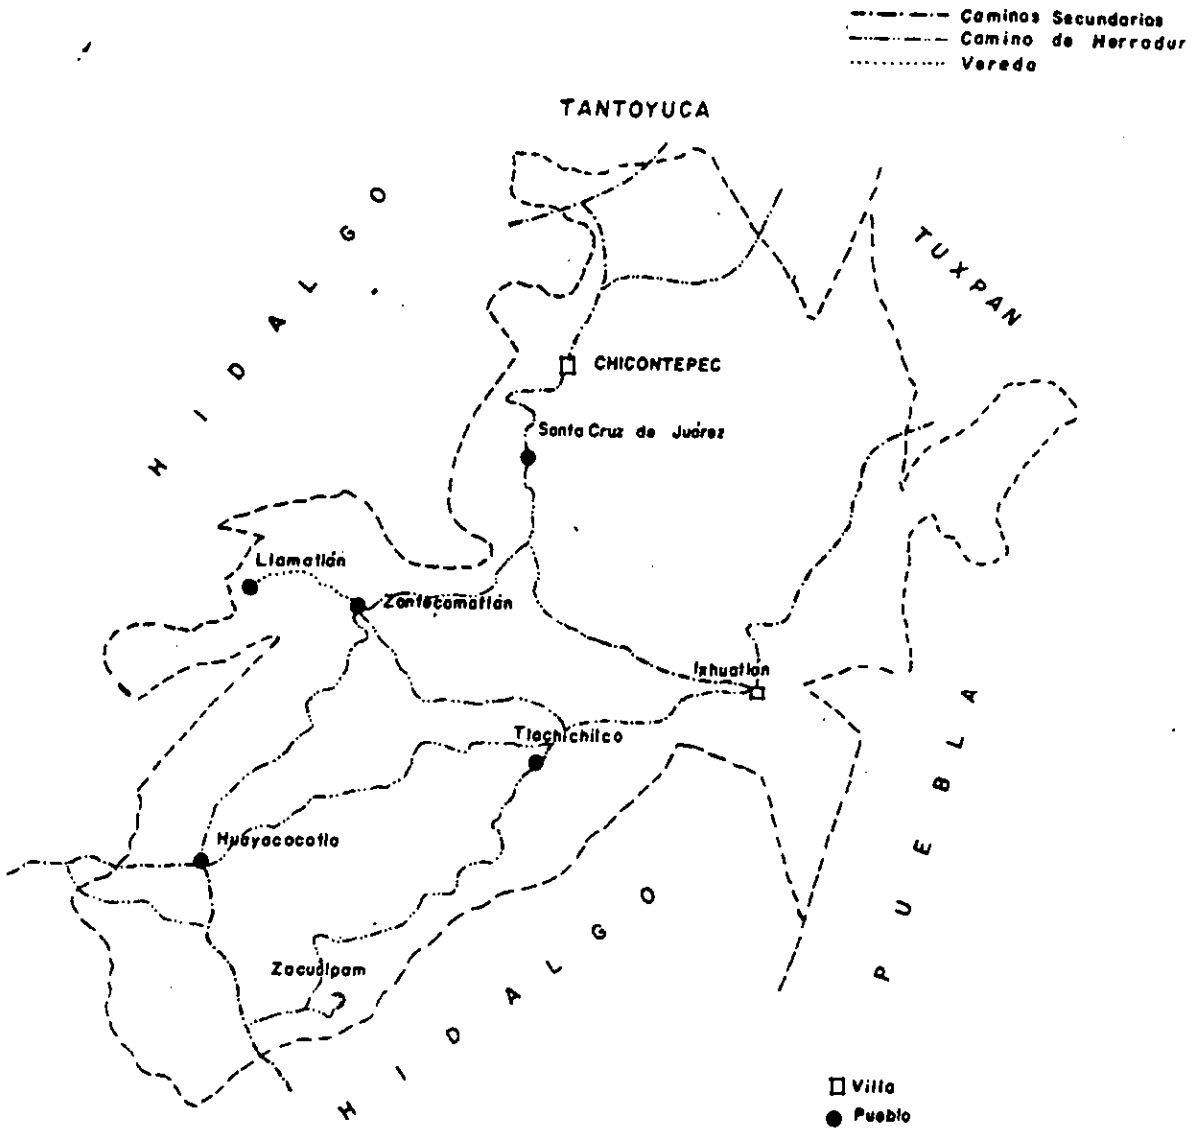 Caminos Secundarios
Camino de Herradur
Vereda
TANTOYUCA
HIDALGO
TUXPAN
CHICONTEPEC
Santa Cruz de Juárez
Llamatlán
Zontecomatlán
Ixhuatlan
Tlachichilco
Huayacocotla
Zacualpam
HIDALGO
PUEBLA
Villa
Pueblo